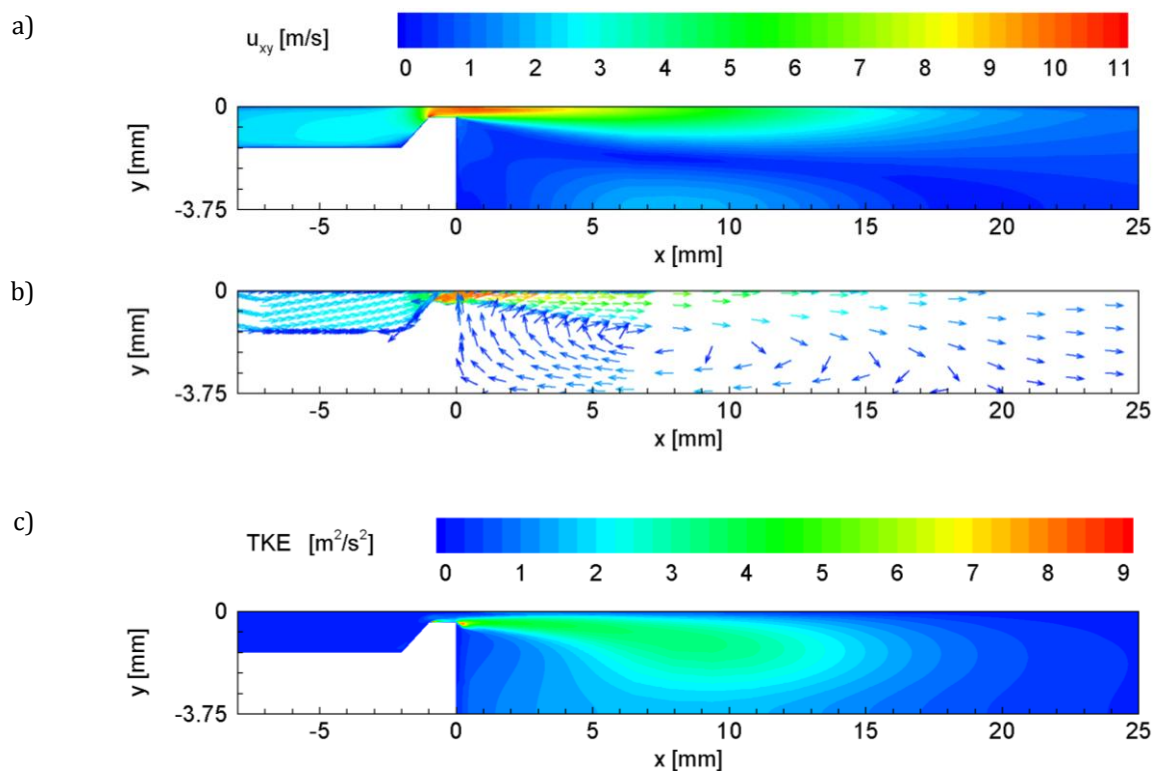 a)
u_xy [m/s]
0 1 2 3 4 5 6 7 8 9 10 11
0
y [mm]
-3.75
-5 0 5 10 15 20 25
x [mm]
b)
0
y [mm]
-3.75
-5 0 5 10 15 20 25
x [mm]
c)
TKE [m²/s²]
0 1 2 3 4 5 6 7 8 9
0
y [mm]
-3.75
-5 0 5 10 15 20 25
x [mm]